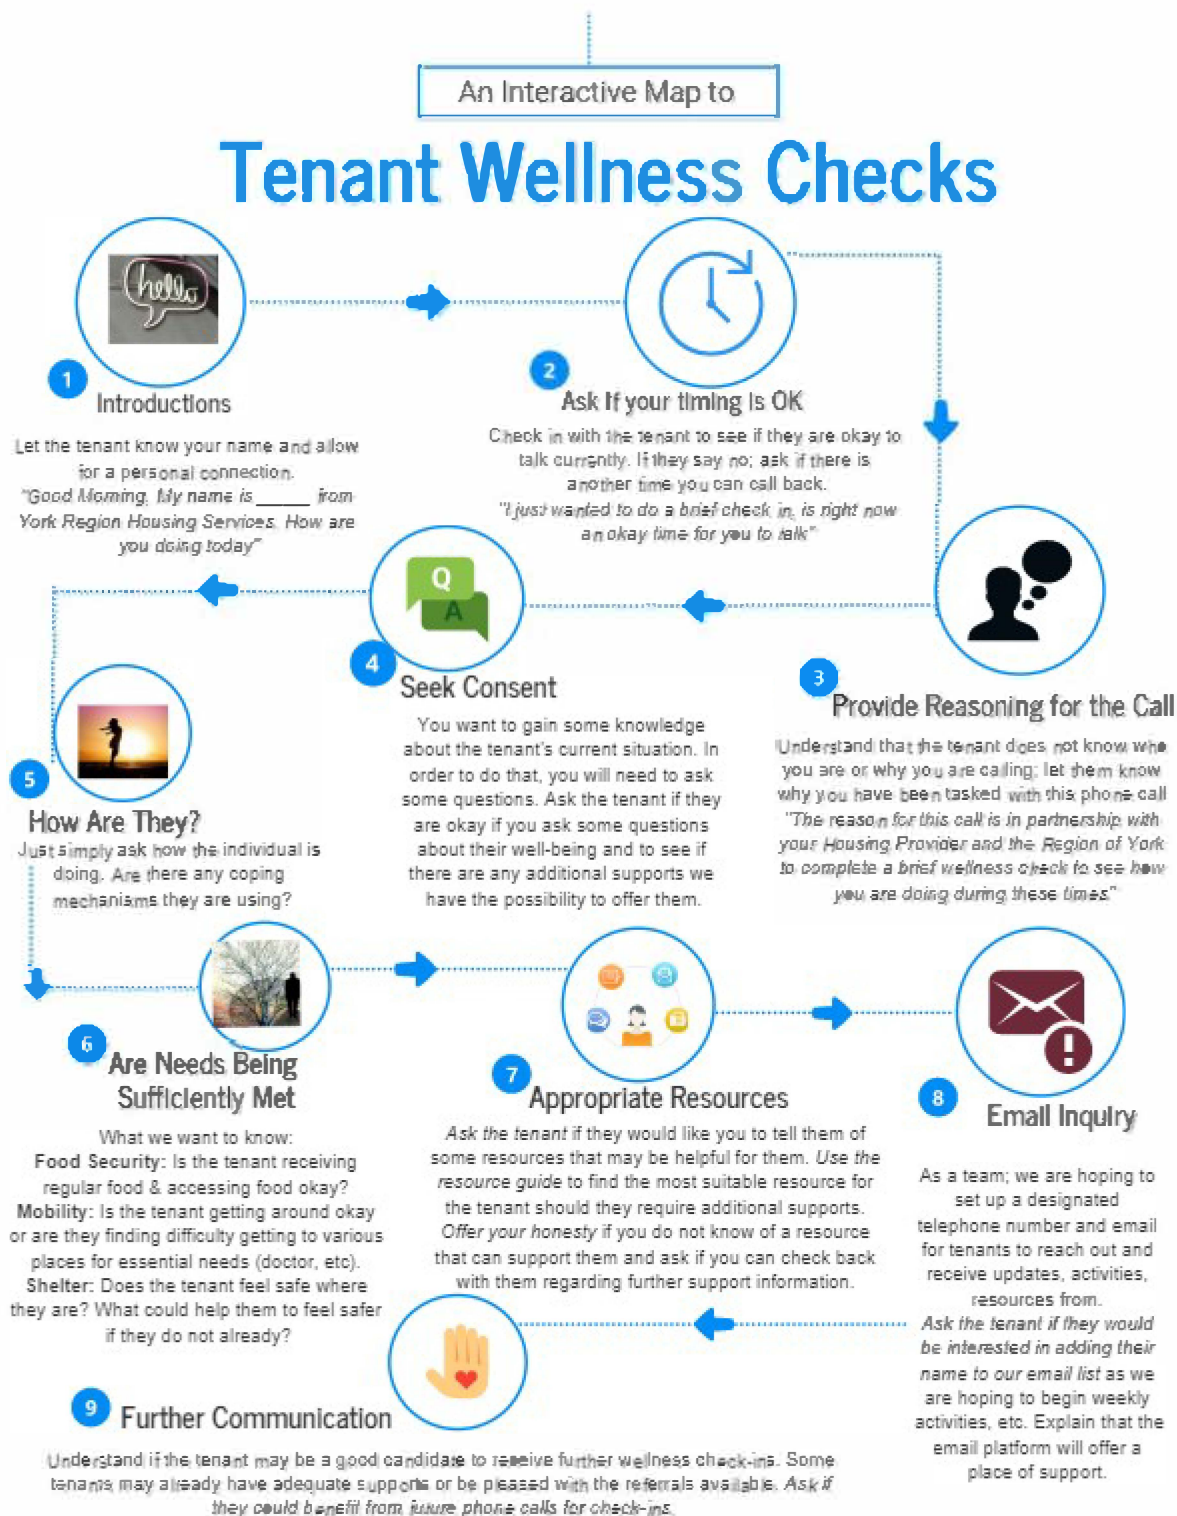 An Interactive Map to
Tenant Wellness Checks
hello
1
Introductions
Let the tenant know your name and allow
for a personal connection.
"Good Morning. My name is _____ from
York Region Housing Services. How are
you doing today"
2
Ask If your timing is OK
Check in with the tenant to see if they are okay to
talk currently. If they say no; ask if there is
another time you can call back.
"I just wanted to do a brief check in, is right now
an okay time for you to talk"
3
Provide Reasoning for the Call
Understand that the tenant does not know who
you are or why you are calling; let them know
why you have been tasked with this phone call
"The reason for this call is in partnership with
your Housing Provider and the Region of York
to complete a brief wellness check to see how
you are doing during these times"
Q
A
4
Seek Consent
You want to gain some knowledge
about the tenant's current situation. In
order to do that, you will need to ask
some questions. Ask the tenant if they
are okay if you ask some questions
about their well-being and to see if
there are any additional supports we
have the possibility to offer them.
5
How Are They?
Just simply ask how the individual is
doing. Are there any coping
mechanisms they are using?
6
Are Needs Being
Sufficiently Met
What we want to know:
Food Security: Is the tenant receiving
regular food & accessing food okay?
Mobility: Is the tenant getting around okay
or are they finding difficulty getting to various
places for essential needs (doctor, etc).
Shelter: Does the tenant feel safe where
they are? What could help them to feel safer
if they do not already?
7
Appropriate Resources
Ask the tenant if they would like you to tell them of
some resources that may be helpful for them. Use the
resource guide to find the most suitable resource for
the tenant should they require additional supports.
Offer your honesty if you do not know of a resource
that can support them and ask if you can check back
with them regarding further support information.
8
Email Inquiry
As a team; we are hoping to
set up a designated
telephone number and email
for tenants to reach out and
receive updates, activities,
resources from.
Ask the tenant if they would
be interested in adding their
name to our email list as we
are hoping to begin weekly
activities, etc. Explain that the
email platform will offer a
place of support.
9
Further Communication
Understand if the tenant may be a good candidate to receive further wellness check-ins. Some
tenants may already have adequate supports or be pleased with the referrals available. Ask if
they could benefit from future phone calls for check-ins.